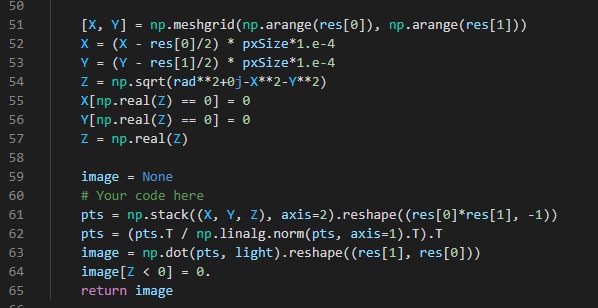 50
51 [X, Y] = np.meshgrid(np.arange(res[0]), np.arange(res[1]))
52 X = (X - res[0]/2) * pxSize*1.e-4
53 Y = (Y - res[1]/2) * pxSize*1.e-4
54 Z = np.sqrt(rad**2+0j-X**2-Y**2)
55 X[np.real(Z) == 0] = 0
56 Y[np.real(Z) == 0] = 0
57 Z = np.real(Z)
58
59 image = None
60 # Your code here
61 pts = np.stack((X, Y, Z), axis=2).reshape((res[0]*res[1], -1))
62 pts = (pts.T / np.linalg.norm(pts, axis=1).T).T
63 image = np.dot(pts, light).reshape((res[1], res[0]))
64 image[Z < 0] = 0.
65 return image